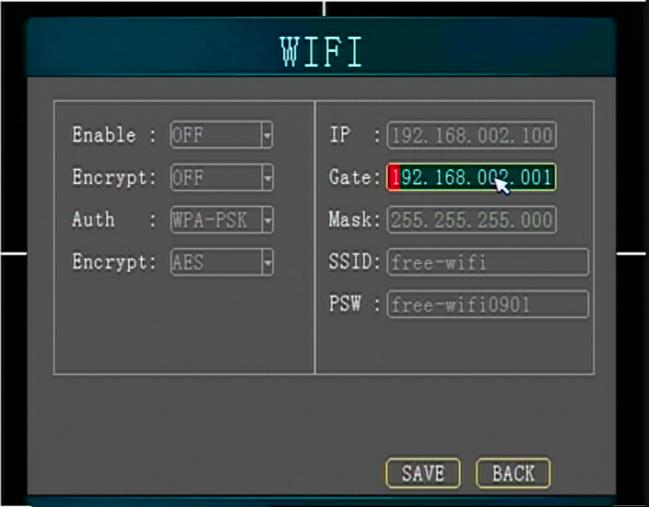 WIFI
Enable : OFF
Encrypt: OFF
Auth : WPA-PSK
Encrypt: AES
IP : 192.168.002.100
Gate: 192.168.002.001
Mask: 255.255.255.000
SSID: free-wifi
PSW : free-wifi0901
SAVE
BACK